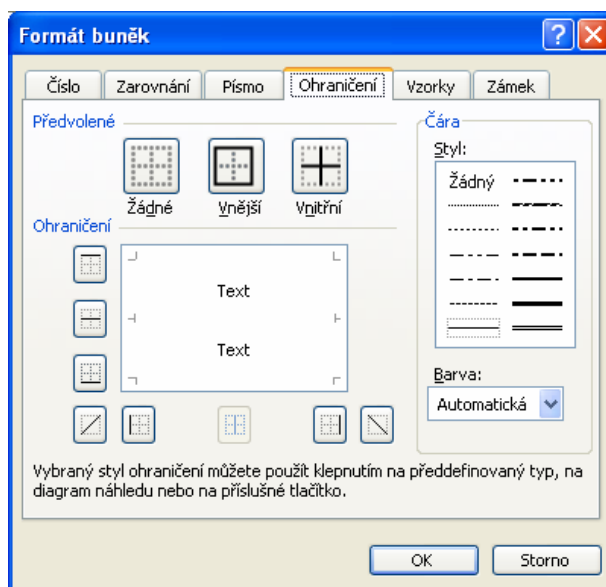 Formát buněk
Číslo Zarovnání Písmo Ohraničení Vzorky Zámek
Předvolené
Žádné Vnější Vnitřní
Ohraničení
Text
Text
Čára
Styl:
Žádný
Barva:
Automatická
Vybraný styl ohraničení můžete použít klepnutím na předdefinovaný typ, na
diagram náhledu nebo na příslušné tlačítko.
OK Storno